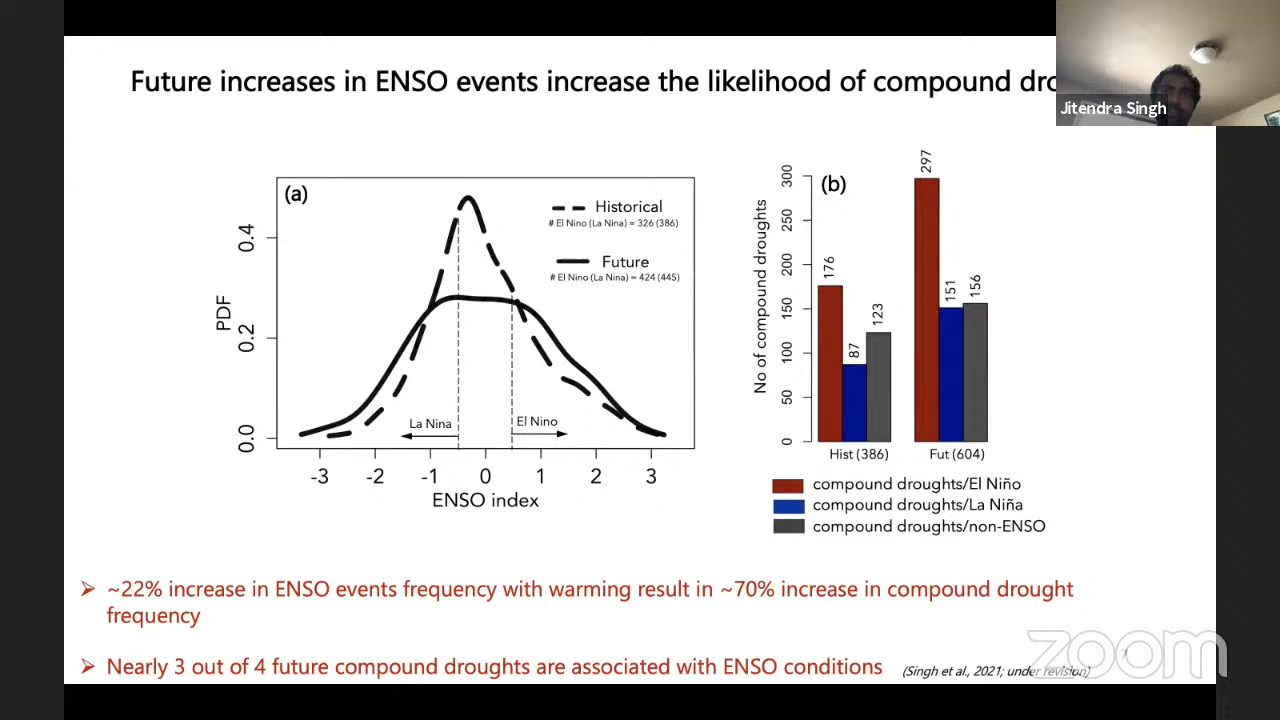 Future increases in ENSO events increase the likelihood of compound
Jitendra Singh
(a)
Historical
# El Nino (La Nina) = 326 (386)
Future
# El Nino (La Nina) = 424 (445)
PDF
0.4
0.2
0.0
La Nina
El Nino
-3 -2 -1 0 1 2 3
ENSO index
(b)
No of compound droughts
300
250
200
150
100
50
0
176
87
123
297
151
156
Hist (386)
Fut (604)
compound droughts/El Niño
compound droughts/La Niña
compound droughts/non-ENSO
➢ ~22% increase in ENSO events frequency with warming result in ~70% increase in compound drought
frequency
➢ Nearly 3 out of 4 future compound droughts are associated with ENSO conditions
(Singh et al., 2021; under revision)
7
zoom